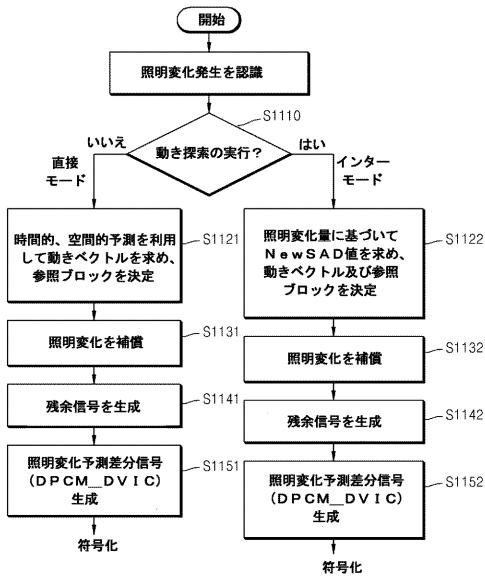 開始
照明変化発生を認識
S1110
動き探索の実行？
いいえ
直接
モード
はい
インター
モード
時間的、空間的予測を利用
して動きベクトルを求め、
参照ブロックを決定
S1121
照明変化を補償
S1131
残余信号を生成
S1141
照明変化予測差分信号
（ＤＰＣＭ＿ＤＶＩＣ）
生成
S1151
符号化
照明変化量に基づいて
ＮｅｗＳＡＤ値を求め、
動きベクトル及び参照
ブロックを決定
S1122
照明変化を補償
S1132
残余信号を生成
S1142
照明変化予測差分信号
（ＤＰＣＭ＿ＤＶＩＣ）
生成
S1152
符号化